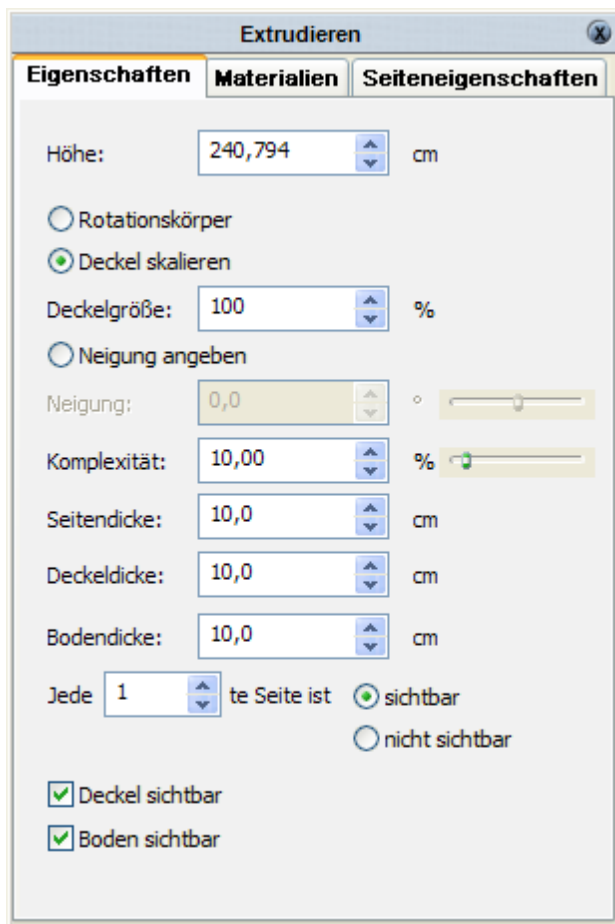 Extrudieren
Eigenschaften Materialien Seiteneigenschaften
Höhe: 240,794 cm
Rotationskörper
Deckel skalieren
Deckelgröße: 100 %
Neigung angeben
Neigung: 0,0 °
Komplexität: 10,00 %
Seitendicke: 10,0 cm
Deckeldicke: 10,0 cm
Bodendicke: 10,0 cm
Jede 1 te Seite ist sichtbar
nicht sichtbar
Deckel sichtbar
Boden sichtbar